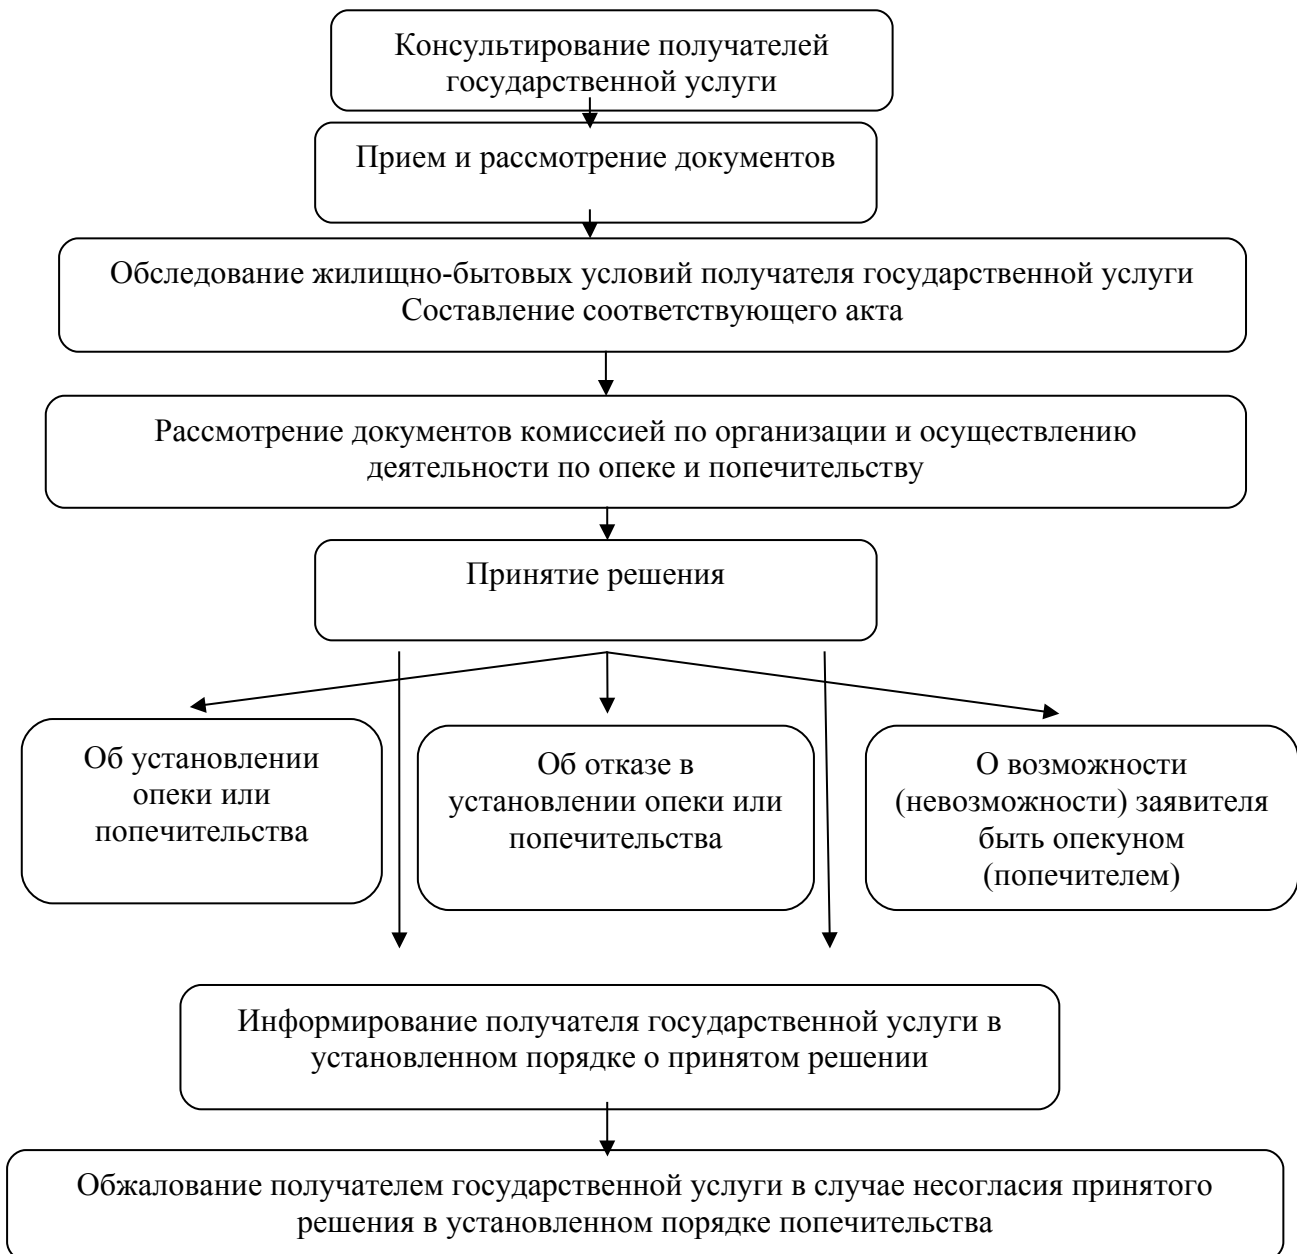 Консультирование получателей
государственной услуги
Прием и рассмотрение документов
Обследование жилищно-бытовых условий получателя государственной услуги
Составление соответствующего акта
Рассмотрение документов комиссией по организации и осуществлению
деятельности по опеке и попечительству
Принятие решения
Об установлении
опеки или
попечительства
Об отказе в
установлении опеки или
попечительства
О возможности
(невозможности) заявителя
быть опекуном
(попечителем)
Информирование получателя государственной услуги в
установленном порядке о принятом решении
Обжалование получателем государственной услуги в случае несогласия принятого
решения в установленном порядке попечительства